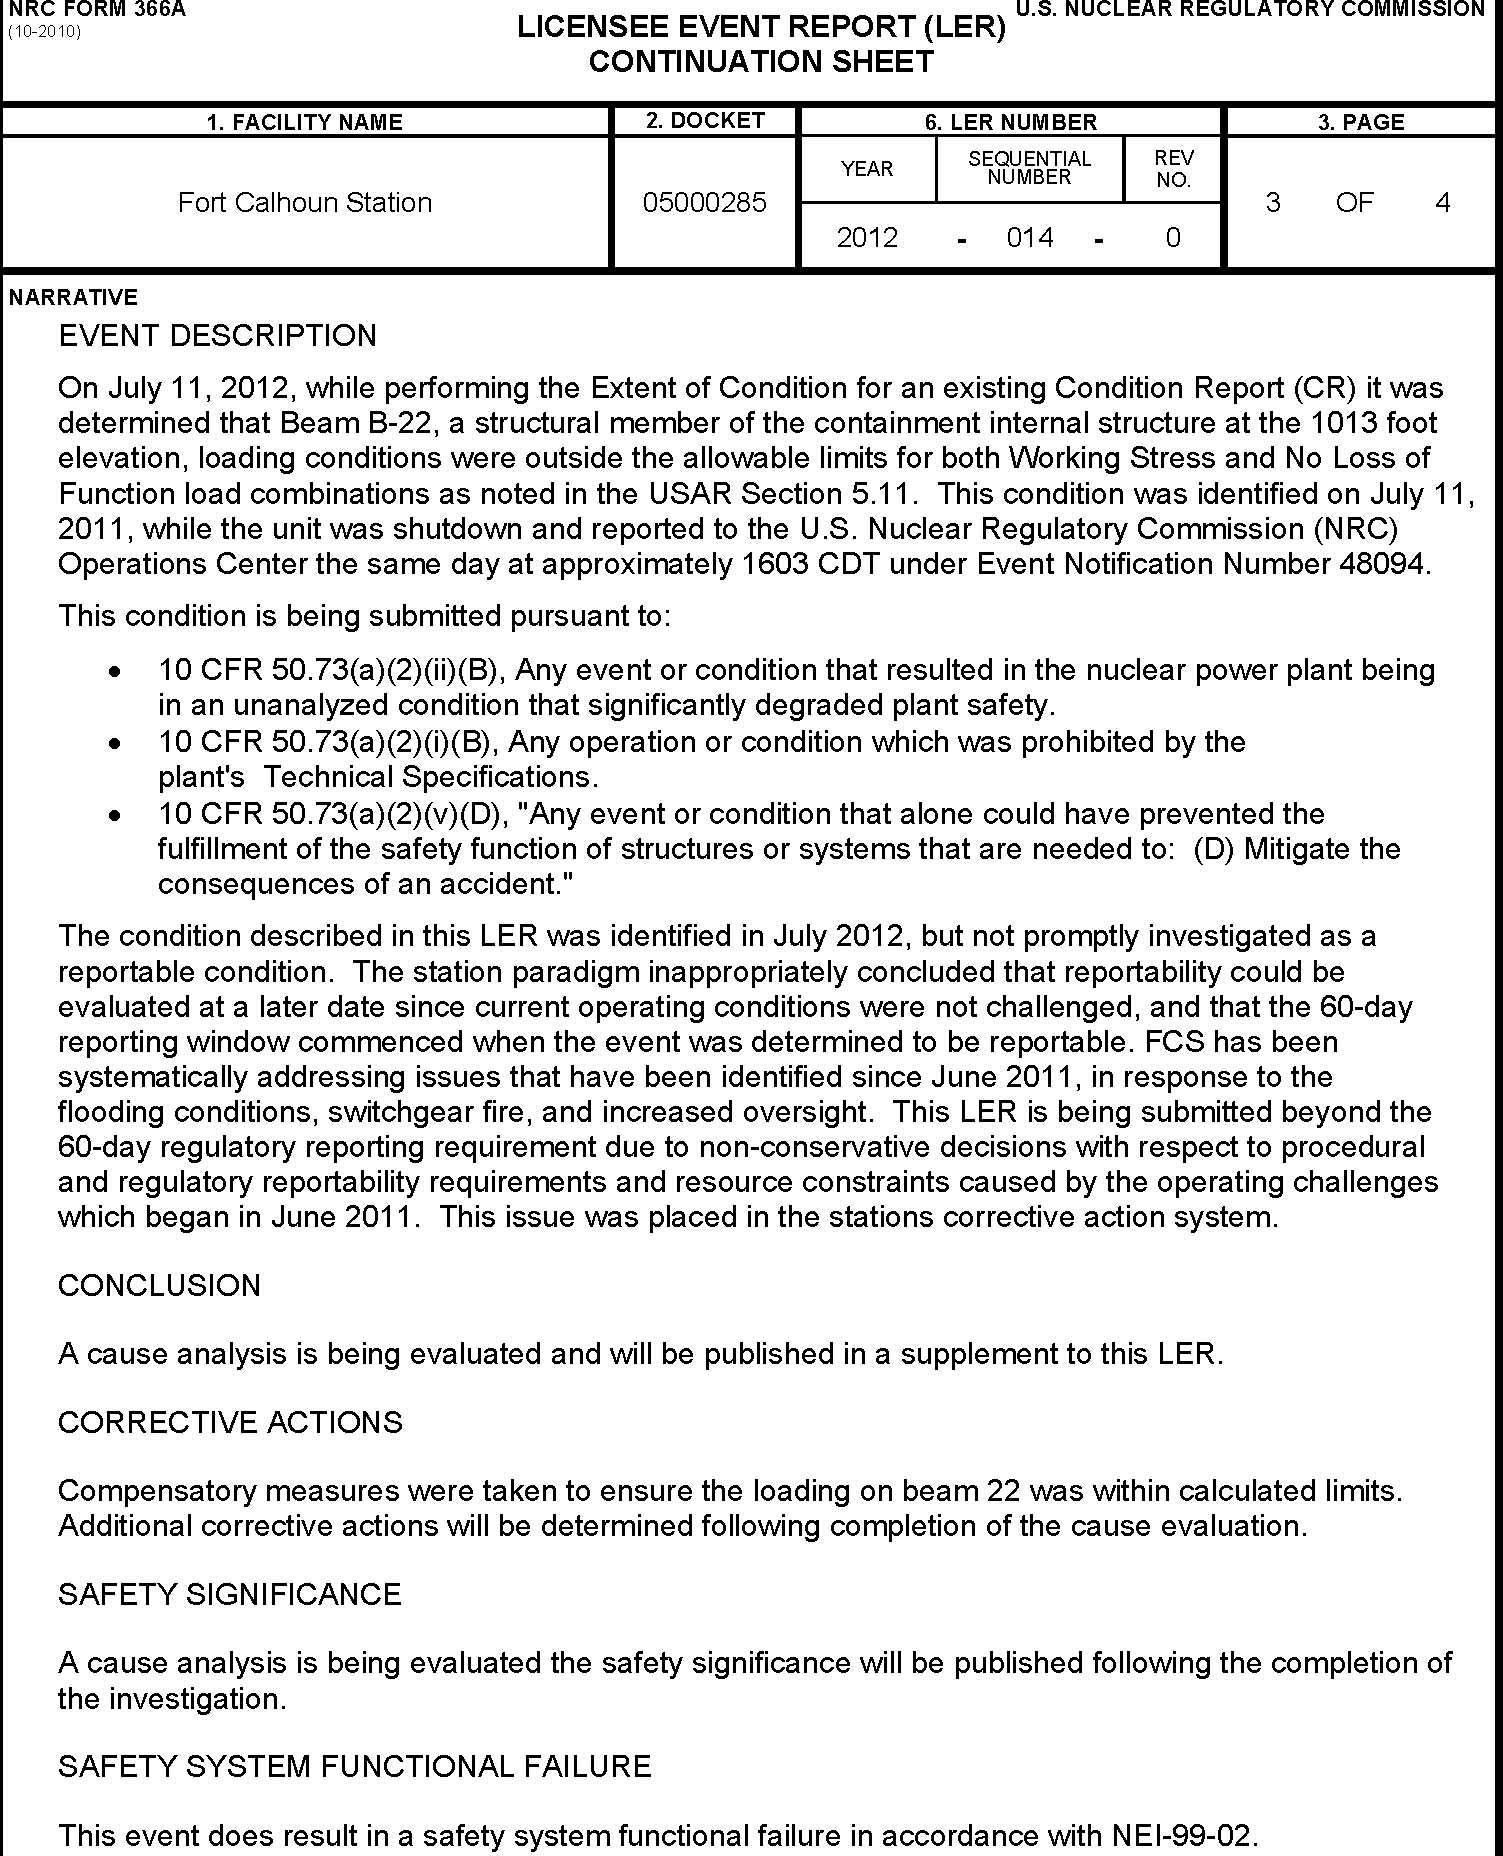 NRC FORM 366A
(10-2010)
U.S. NUCLEAR REGULATORY COMMISSION
LICENSEE EVENT REPORT (LER)
CONTINUATION SHEET
1. FACILITY NAME
2. DOCKET
6. LER NUMBER
3. PAGE
Fort Calhoun Station
05000285
YEAR
SEQUENTIAL
NUMBER
REV
NO.
2012 - 014 - 0
3 OF 4
NARRATIVE
EVENT DESCRIPTION
On July 11, 2012, while performing the Extent of Condition for an existing Condition Report (CR) it was
determined that Beam B-22, a structural member of the containment internal structure at the 1013 foot
elevation, loading conditions were outside the allowable limits for both Working Stress and No Loss of
Function load combinations as noted in the USAR Section 5.11.  This condition was identified on July 11,
2011, while the unit was shutdown and reported to the U.S. Nuclear Regulatory Commission (NRC)
Operations Center the same day at approximately 1603 CDT under Event Notification Number 48094.
This condition is being submitted pursuant to:
• 10 CFR 50.73(a)(2)(ii)(B), Any event or condition that resulted in the nuclear power plant being
in an unanalyzed condition that significantly degraded plant safety.
• 10 CFR 50.73(a)(2)(i)(B), Any operation or condition which was prohibited by the
plant's  Technical Specifications.
• 10 CFR 50.73(a)(2)(v)(D), "Any event or condition that alone could have prevented the
fulfillment of the safety function of structures or systems that are needed to:  (D) Mitigate the
consequences of an accident."
The condition described in this LER was identified in July 2012, but not promptly investigated as a
reportable condition.  The station paradigm inappropriately concluded that reportability could be
evaluated at a later date since current operating conditions were not challenged, and that the 60-day
reporting window commenced when the event was determined to be reportable. FCS has been
systematically addressing issues that have been identified since June 2011, in response to the
flooding conditions, switchgear fire, and increased oversight.  This LER is being submitted beyond the
60-day regulatory reporting requirement due to non-conservative decisions with respect to procedural
and regulatory reportability requirements and resource constraints caused by the operating challenges
which began in June 2011.  This issue was placed in the stations corrective action system.
CONCLUSION
A cause analysis is being evaluated and will be published in a supplement to this LER.
CORRECTIVE ACTIONS
Compensatory measures were taken to ensure the loading on beam 22 was within calculated limits.
Additional corrective actions will be determined following completion of the cause evaluation.
SAFETY SIGNIFICANCE
A cause analysis is being evaluated the safety significance will be published following the completion of
the investigation.
SAFETY SYSTEM FUNCTIONAL FAILURE
This event does result in a safety system functional failure in accordance with NEI-99-02.